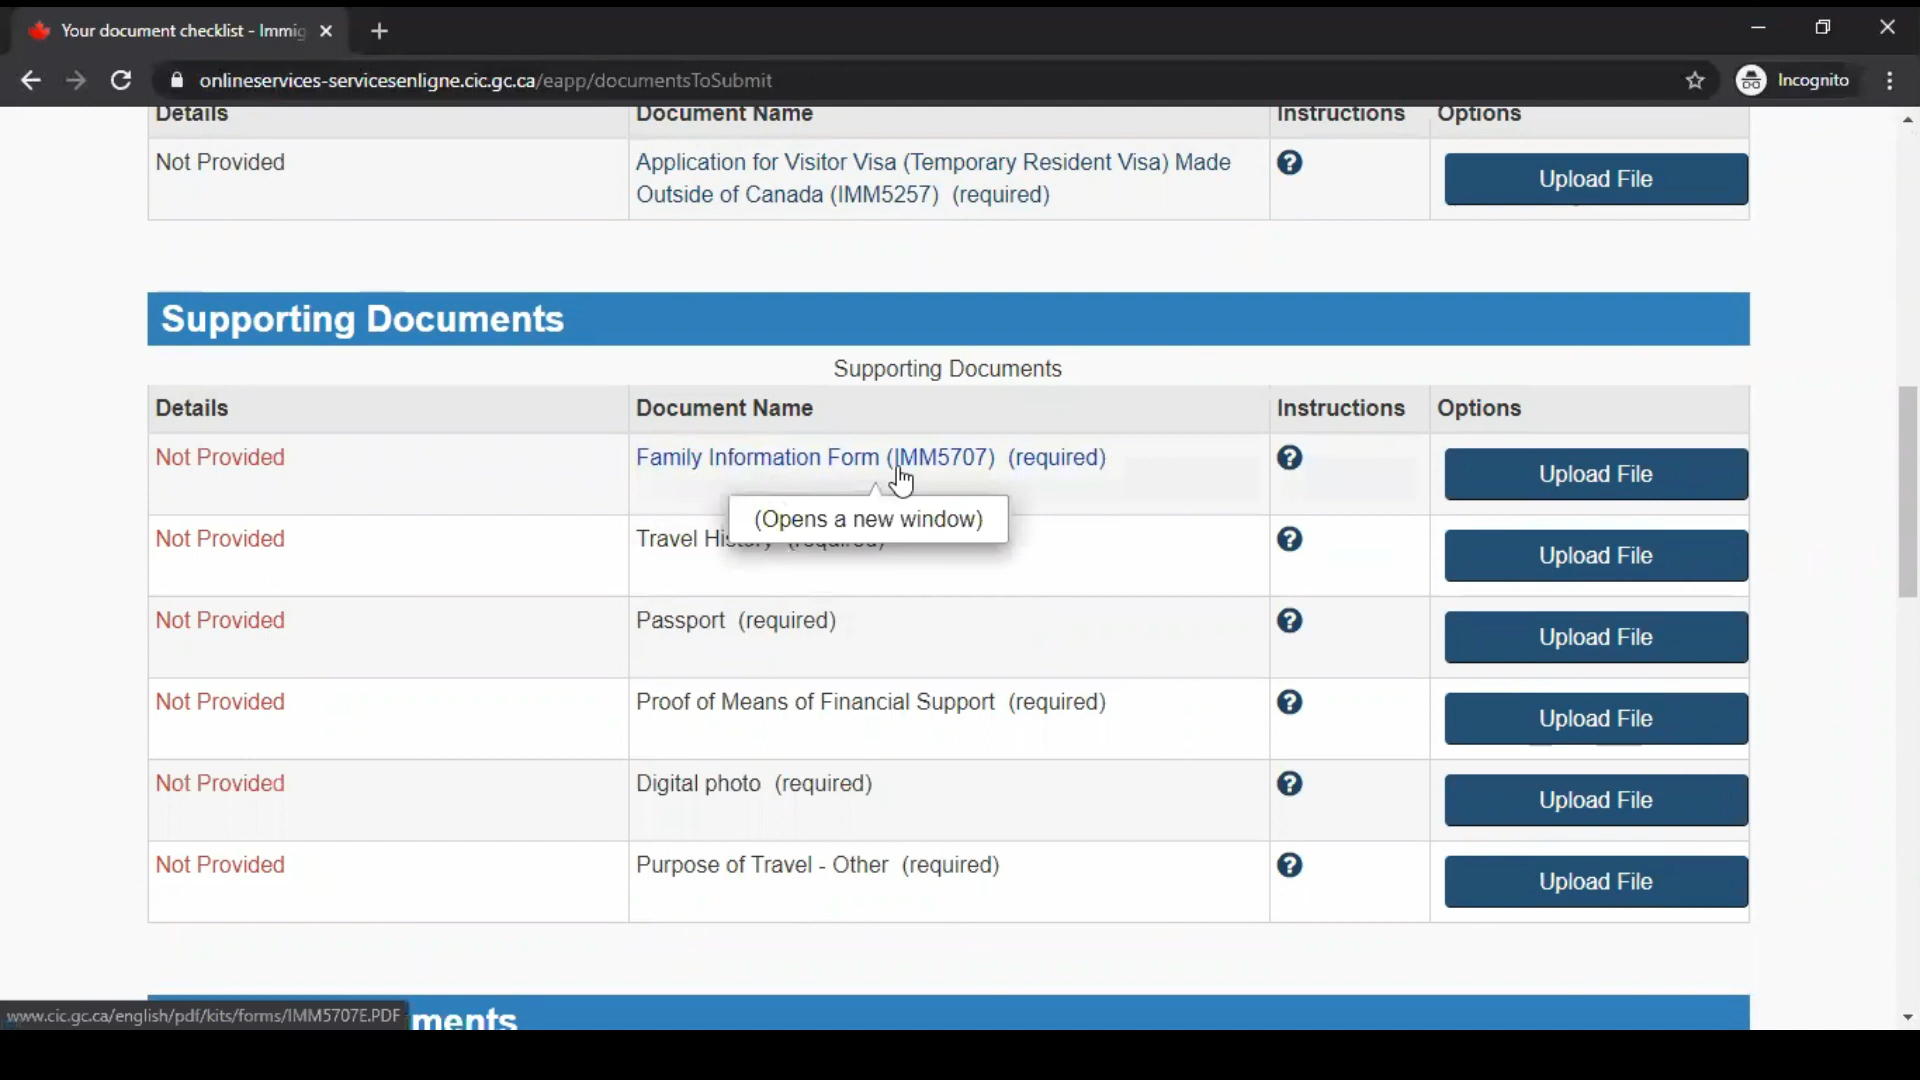 Your document checklist - Immig
onlineservices-servicesenligne.cic.gc.ca/eapp/documentsToSubmit
Incognito
Details Document Name Instructions Options
Not Provided
Application for Visitor Visa (Temporary Resident Visa) Made
Outside of Canada (IMM5257) (required)
Upload File
Supporting Documents
Supporting Documents
Details Document Name Instructions Options
Not Provided Family Information Form (IMM5707) (required)
Upload File
(Opens a new window)
Not Provided Travel (required)
Upload File
Not Provided Passport (required)
Upload File
Not Provided Proof of Means of Financial Support (required)
Upload File
Not Provided Digital photo (required)
Upload File
Not Provided Purpose of Travel - Other (required)
Upload File
www.cic.gc.ca/english/pdf/kits/forms/IMM5707E.PDF
ments